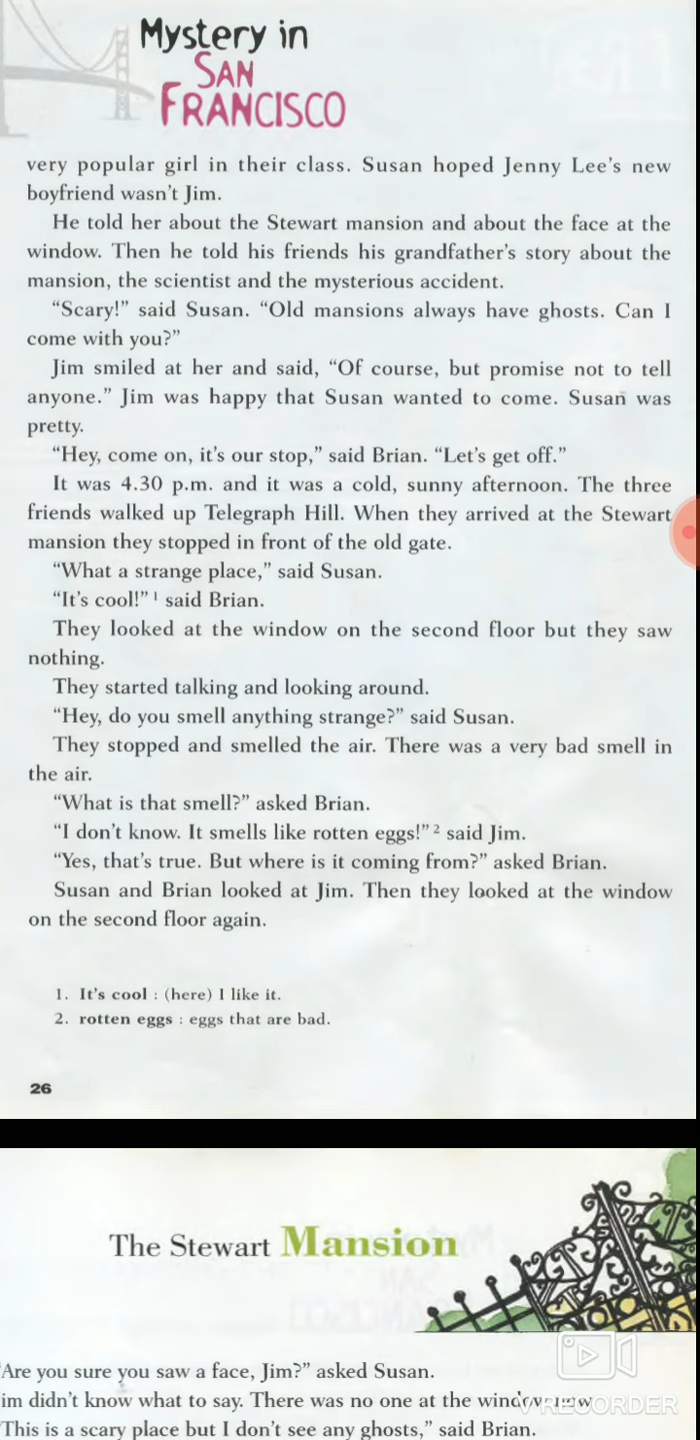 Mystery in
SAN
FRANCISCO
very popular girl in their class. Susan hoped Jenny Lee's new
boyfriend wasn't Jim.
He told her about the Stewart mansion and about the face at the
window. Then he told his friends his grandfather's story about the
mansion, the scientist and the mysterious accident.
“Scary!” said Susan. “Old mansions always have ghosts. Can I
come with you?”
Jim smiled at her and said, “Of course, but promise not to tell
anyone.” Jim was happy that Susan wanted to come. Susan was
pretty.
“Hey, come on, it's our stop,” said Brian. “Let's get off.”
It was 4.30 p.m. and it was a cold, sunny afternoon. The three
friends walked up Telegraph Hill. When they arrived at the Stewart
mansion they stopped in front of the old gate.
“What a strange place,” said Susan.
“It's cool!” 1 said Brian.
They looked at the window on the second floor but they saw
nothing.
They started talking and looking around.
“Hey, do you smell anything strange?” said Susan.
They stopped and smelled the air. There was a very bad smell in
the air.
“What is that smell?” asked Brian.
“I don't know. It smells like rotten eggs!” 2 said Jim.
“Yes, that's true. But where is it coming from?” asked Brian.
Susan and Brian looked at Jim. Then they looked at the window
on the second floor again.
1. It's cool : (here) I like it.
2. rotten eggs : eggs that are bad.
26
The Stewart Mansion
Are you sure you saw a face, Jim?” asked Susan.
im didn't know what to say. There was no one at the window now
This is a scary place but I don't see any ghosts,” said Brian.
V RECORDER